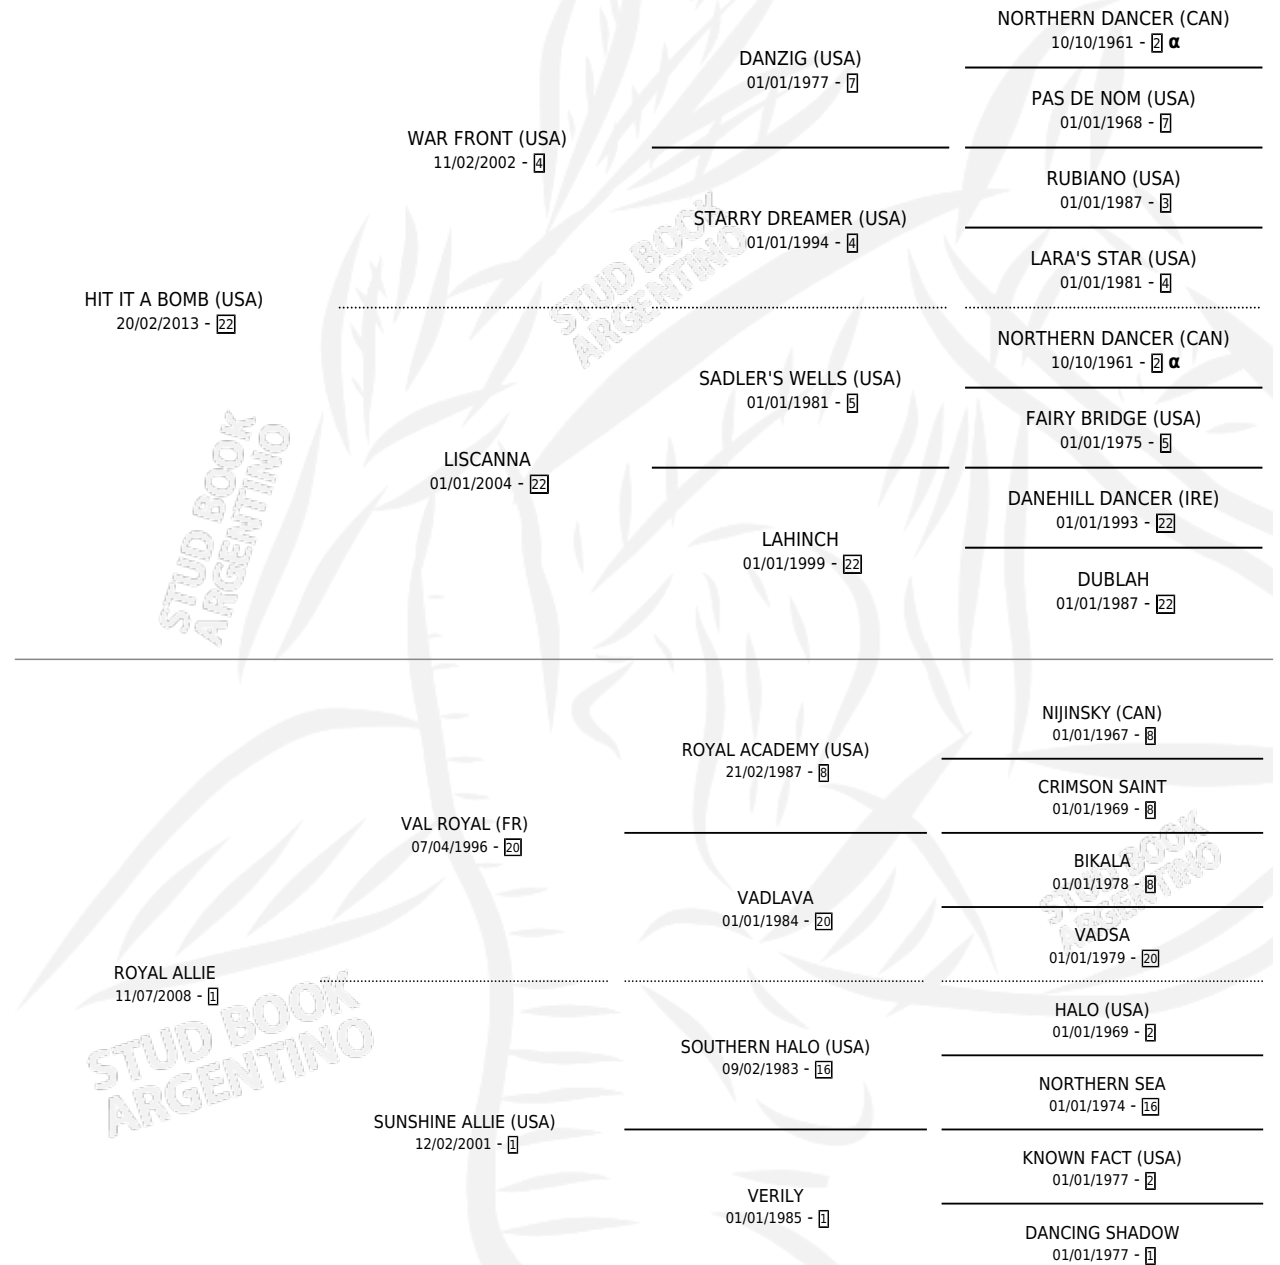 NORTHERN DANCER (CAN)
10/10/1961 - 2 α
DANZIG (USA)
01/01/1977 - 7
PAS DE NOM (USA)
01/01/1968 - 7
WAR FRONT (USA)
11/02/2002 - 4
RUBIANO (USA)
01/01/1987 - 3
STARRY DREAMER (USA)
01/01/1994 - 4
LARA'S STAR (USA)
01/01/1981 - 4
HIT IT A BOMB (USA)
20/02/2013 - 22
NORTHERN DANCER (CAN)
10/10/1961 - 2 α
SADLER'S WELLS (USA)
01/01/1981 - 5
FAIRY BRIDGE (USA)
01/01/1975 - 5
LISCANNA
01/01/2004 - 22
DANEHILL DANCER (IRE)
01/01/1993 - 22
LAHINCH
01/01/1999 - 22
DUBLAH
01/01/1987 - 22
NIJINSKY (CAN)
01/01/1967 - 8
ROYAL ACADEMY (USA)
21/02/1987 - 8
CRIMSON SAINT
01/01/1969 - 8
VAL ROYAL (FR)
07/04/1996 - 20
BIKALA
01/01/1978 - 8
VADLAVA
01/01/1984 - 20
VADSA
01/01/1979 - 20
ROYAL ALLIE
11/07/2008 - 1
HALO (USA)
01/01/1969 - 2
SOUTHERN HALO (USA)
09/02/1983 - 16
NORTHERN SEA
01/01/1974 - 16
SUNSHINE ALLIE (USA)
12/02/2001 - 1
KNOWN FACT (USA)
01/01/1977 - 2
VERILY
01/01/1985 - 1
DANCING SHADOW
01/01/1977 - 1
STUD BOOK
ARGENTINO
STUD BOOK
ARGENTINO
STUD BOOK
ARGENTINO
STUD BOOK
ARGENTINO